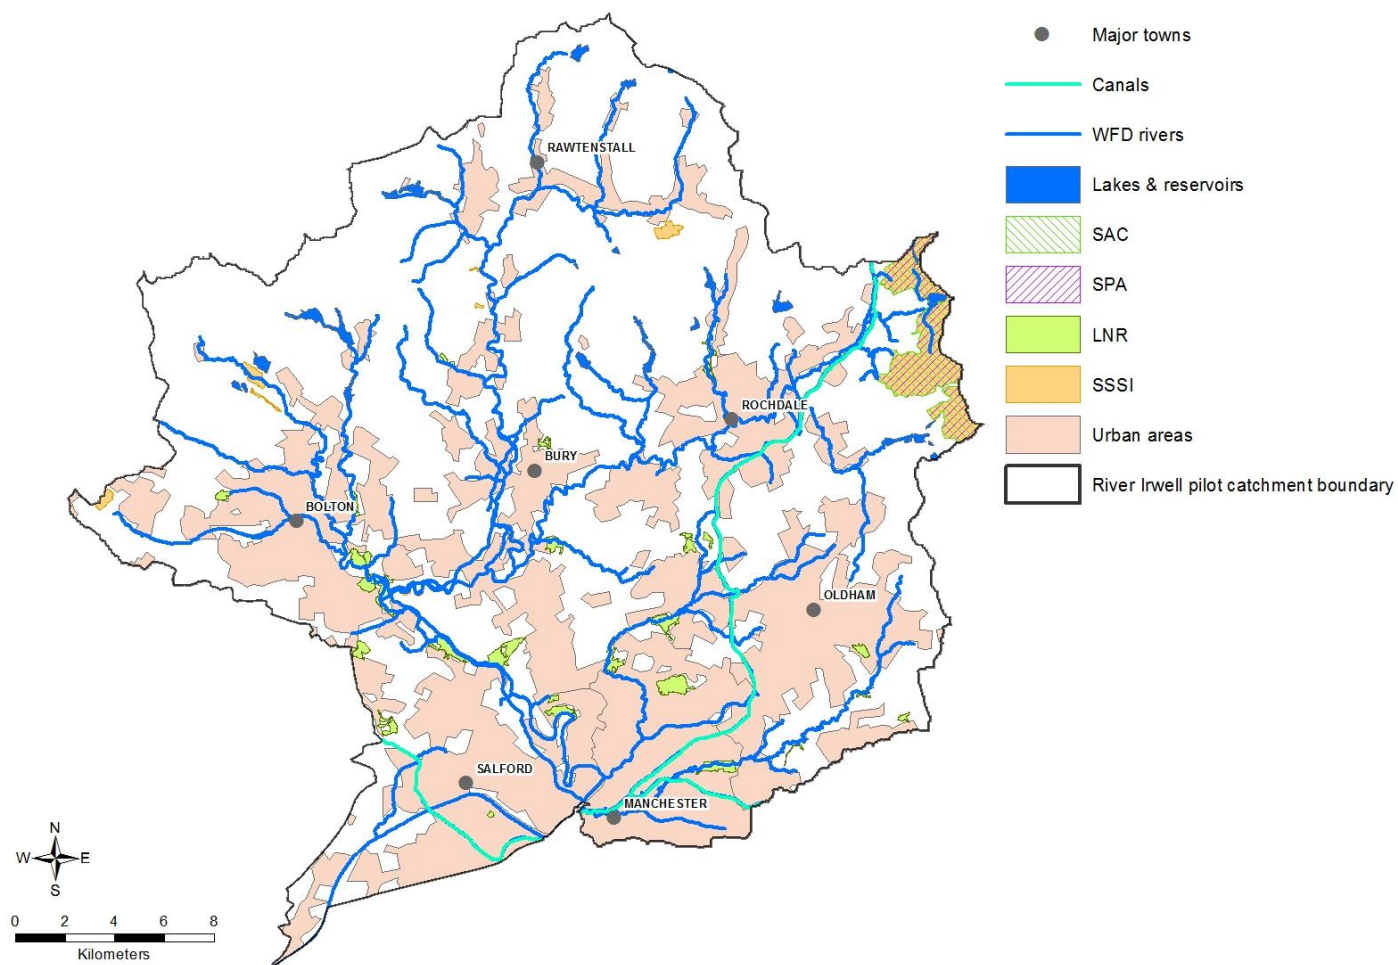 Major towns
Canals
WFD rivers
Lakes & reservoirs
SAC
SPA
LNR
SSSI
Urban areas
River Irwell pilot catchment boundary
RAWTENSTALL
ROCHDALE
BURY
BOLTON
OLDHAM
SALFORD
MANCHESTER
N
W E
S
0 2 4 6 8
Kilometers